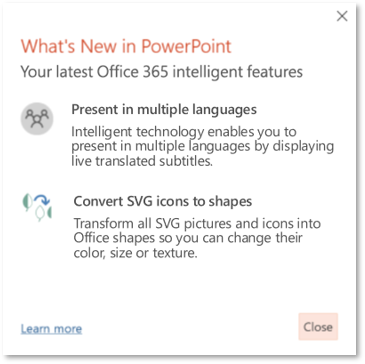 What's New in PowerPoint
Your latest Office 365 intelligent features
Present in multiple languages
Intelligent technology enables you to
present in multiple languages by displaying
live translated subtitles.
Convert SVG icons to shapes
Transform all SVG pictures and icons into
Office shapes so you can change their
color, size or texture.
Learn more
Close